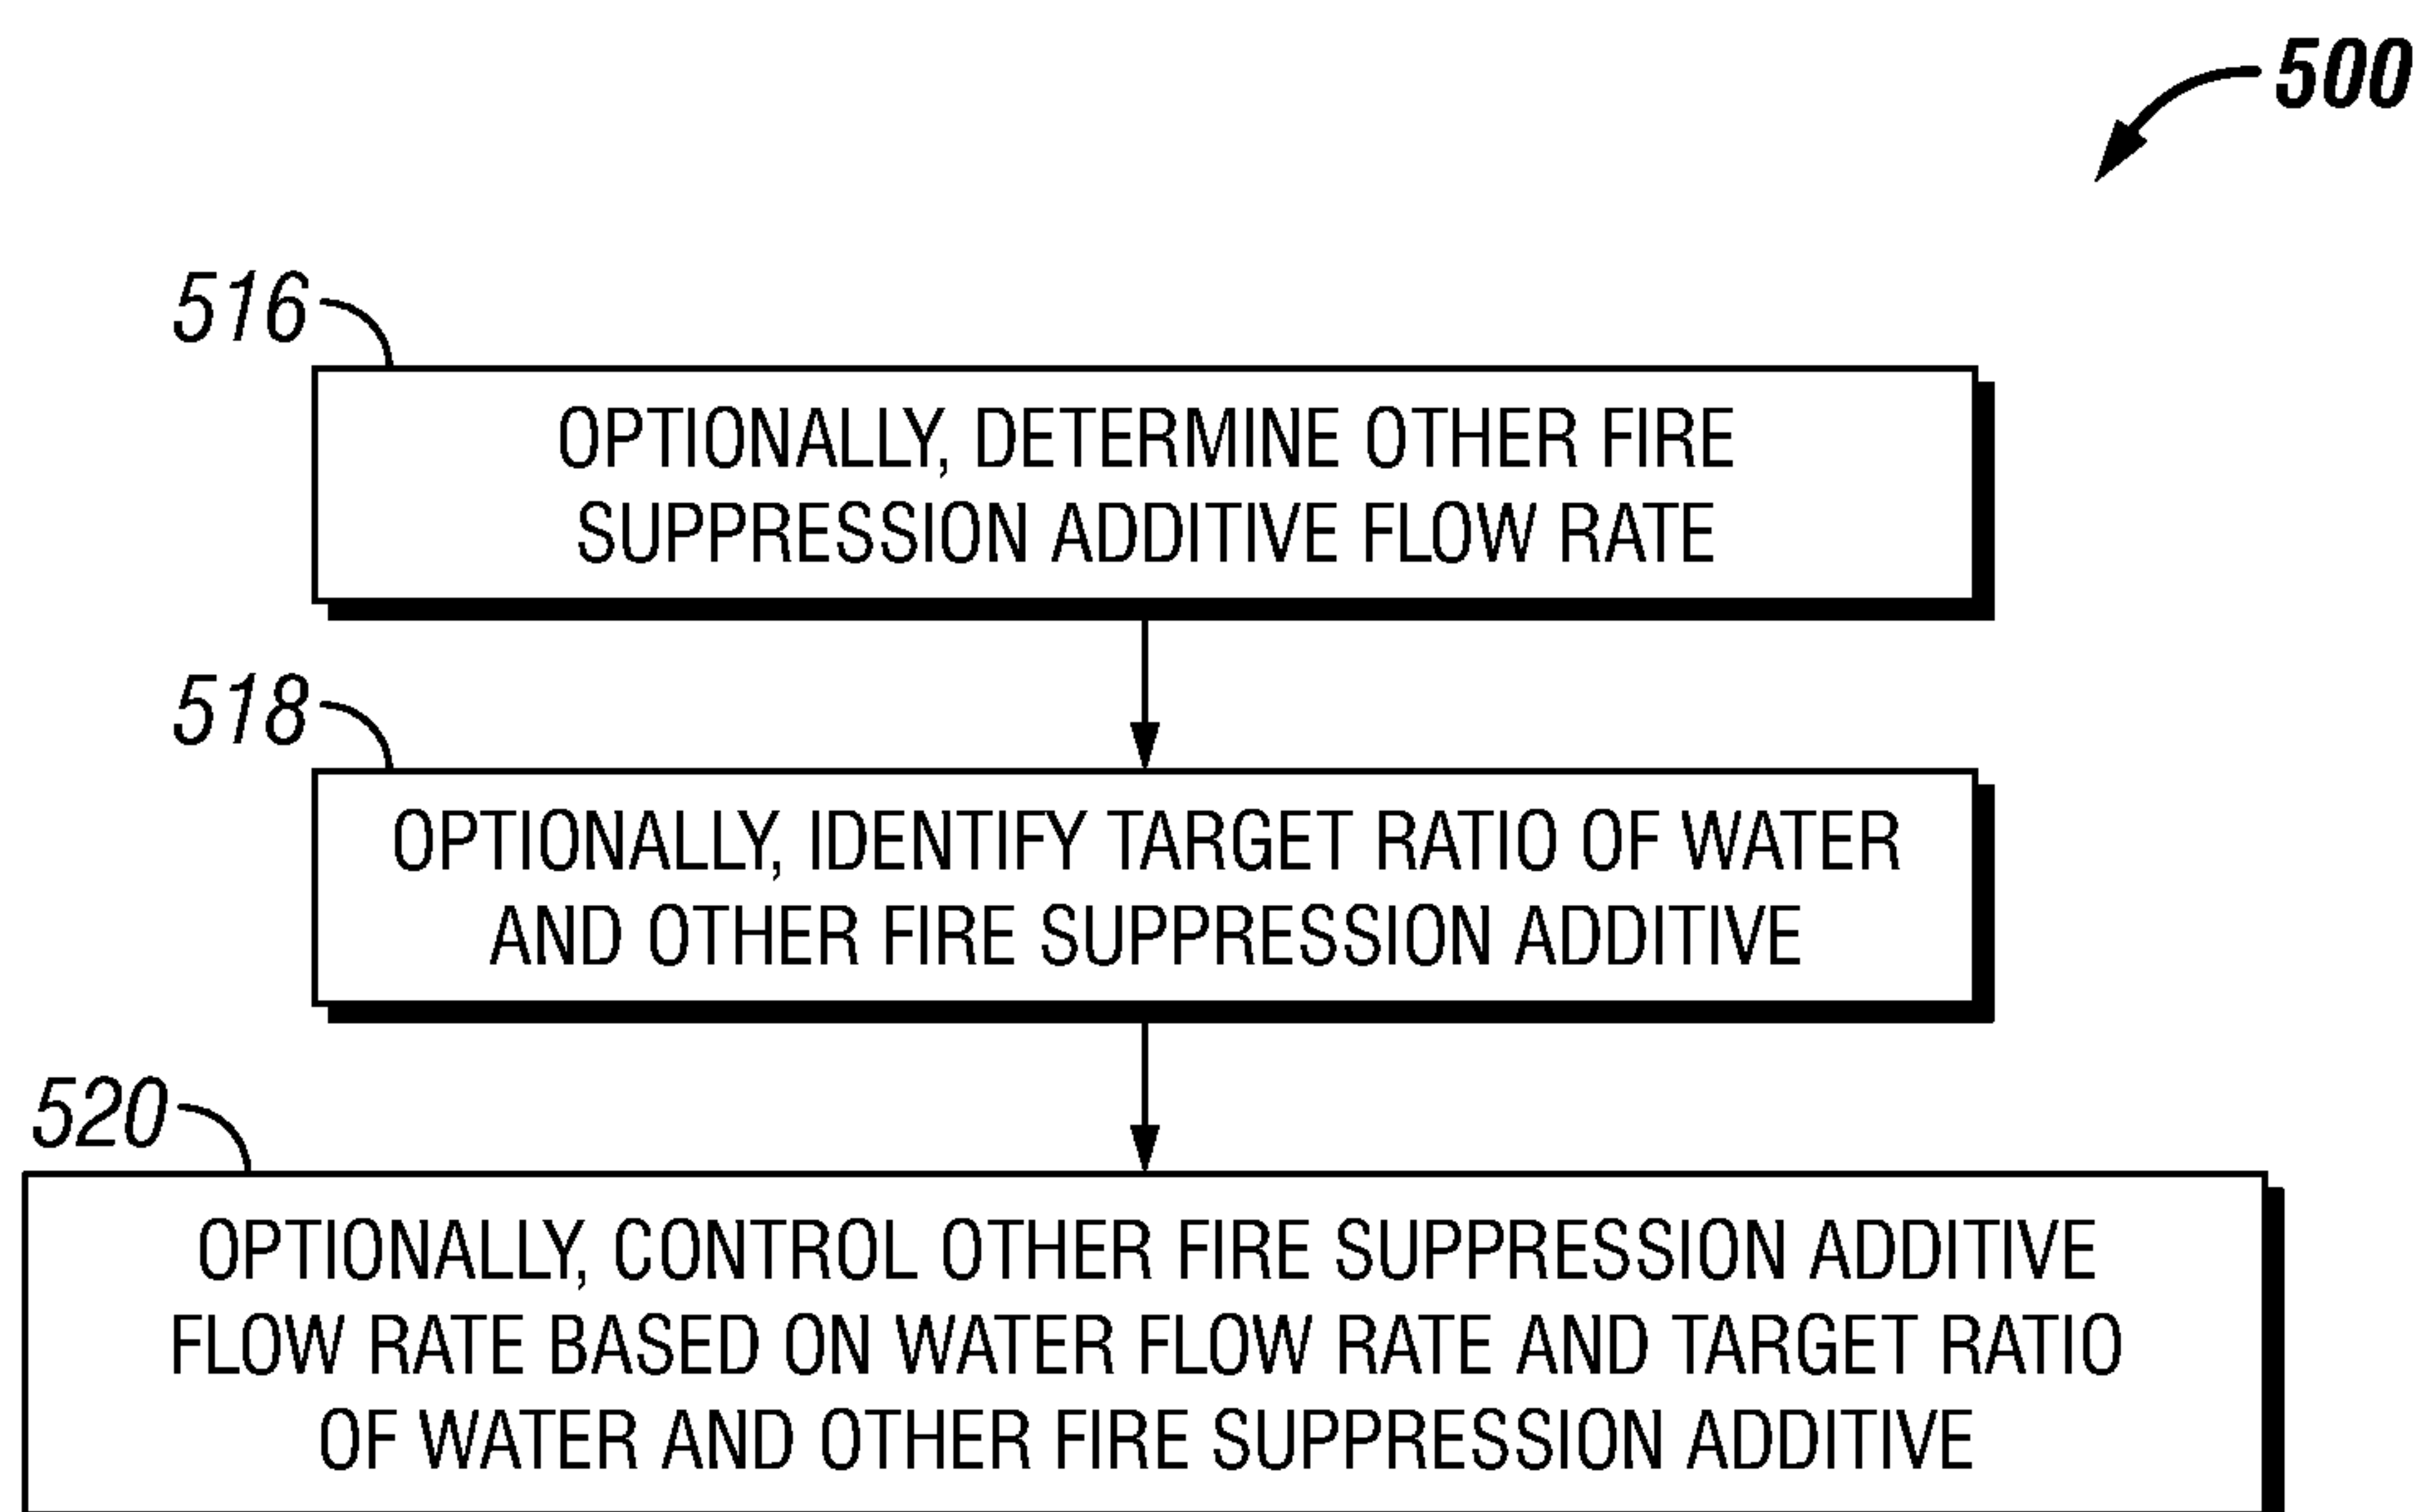 500
516
OPTIONALLY, DETERMINE OTHER FIRE
SUPPRESSION ADDITIVE FLOW RATE
518
OPTIONALLY, IDENTIFY TARGET RATIO OF WATER
AND OTHER FIRE SUPPRESSION ADDITIVE
520
OPTIONALLY, CONTROL OTHER FIRE SUPPRESSION ADDITIVE
FLOW RATE BASED ON WATER FLOW RATE AND TARGET RATIO
OF WATER AND OTHER FIRE SUPPRESSION ADDITIVE